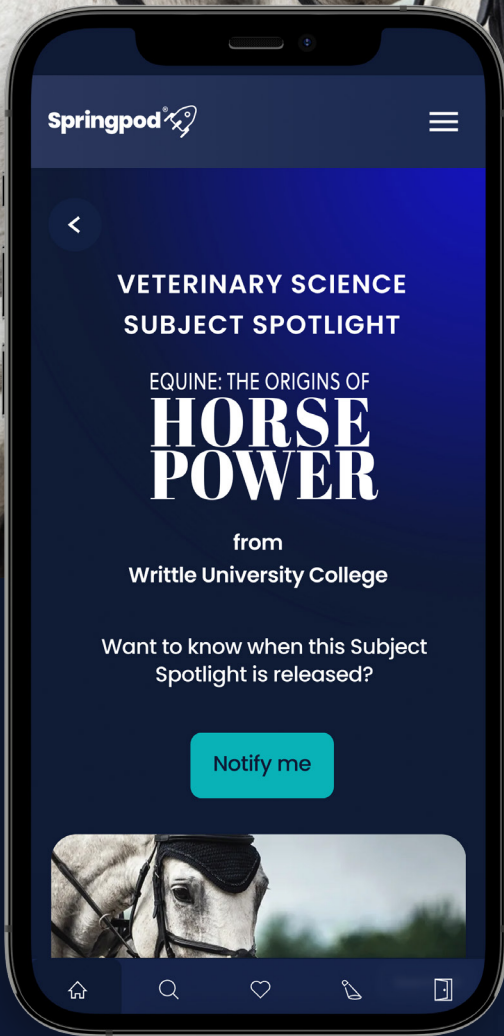 Springpod®
VETERINARY SCIENCE
SUBJECT SPOTLIGHT
EQUINE: THE ORIGINS OF
HORSE
POWER
from
Writtle University College
Want to know when this Subject
Spotlight is released?
Notify me